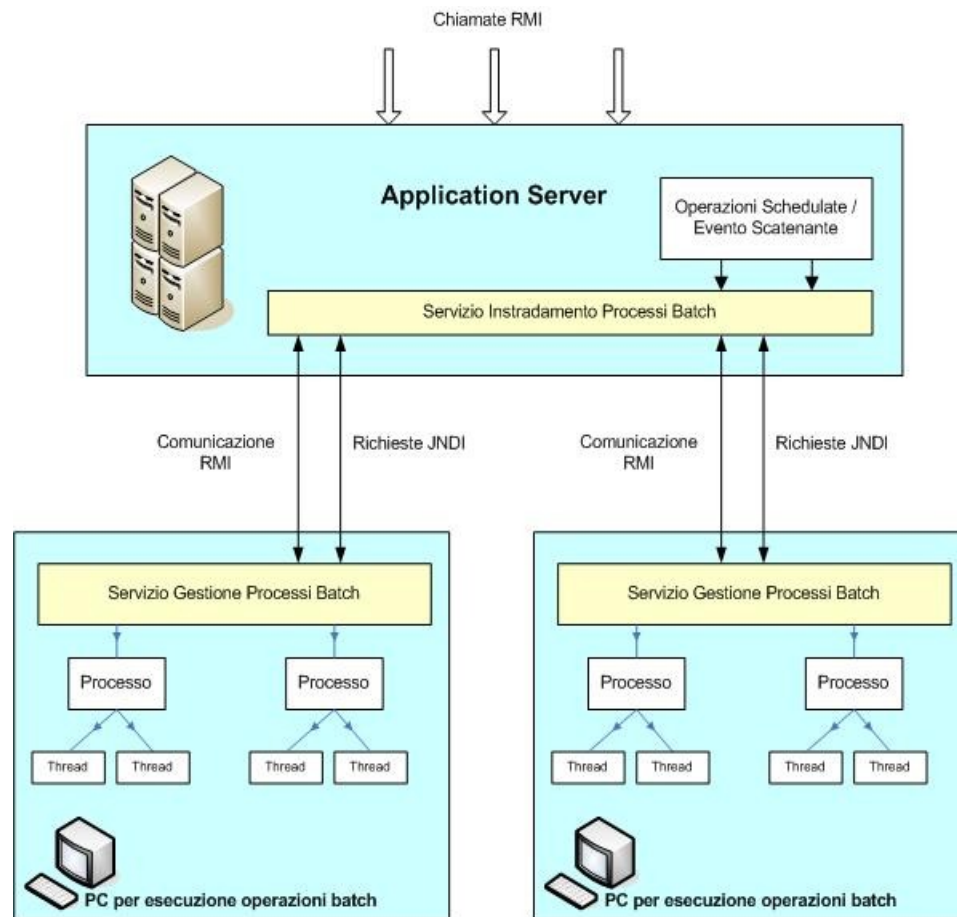 Chiamate RMI
Application Server
Operazioni Schedulate /
Evento Scatenante
Servizio Instradamento Processi Batch
Comunicazione
RMI
Richieste JNDI
Comunicazione
RMI
Richieste JNDI
Servizio Gestione Processi Batch
Processo
Processo
Thread
Thread
Thread
Thread
PC per esecuzione operazioni batch
Servizio Gestione Processi Batch
Processo
Processo
Thread
Thread
Thread
Thread
PC per esecuzione operazioni batch